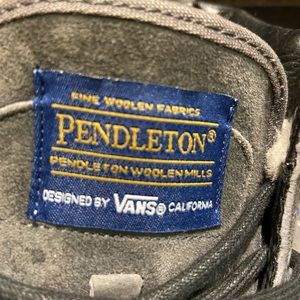 FINE WOOLEN FABRICS
PENDLETON®
PENDLETON WOOLEN MILLS
DESIGNED BY VANS® CALIFORNIA